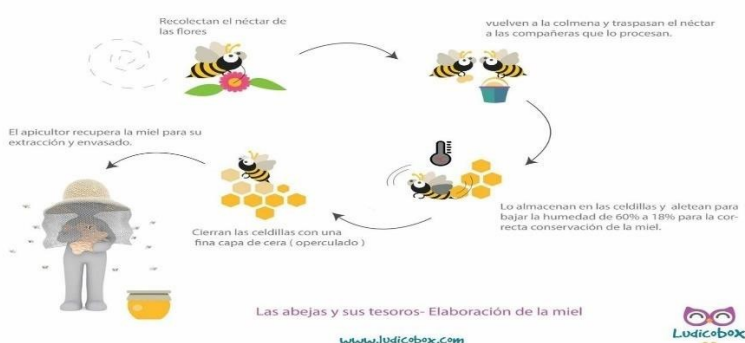 Recolectan el néctar de
las flores
vuelven a la colmena y traspasan el néctar
a las compañeras que lo procesan.
Lo almacenan en las celdillas y aletean para
bajar la humedad de 60% a 18% para la cor-
recta conservación de la miel.
Cierran las celdillas con una
fina capa de cera ( operculado )
El apicultor recupera la miel para su
extracción y envasado.
Las abejas y sus tesoros- Elaboración de la miel
www.ludicobox.com
Ludicobox